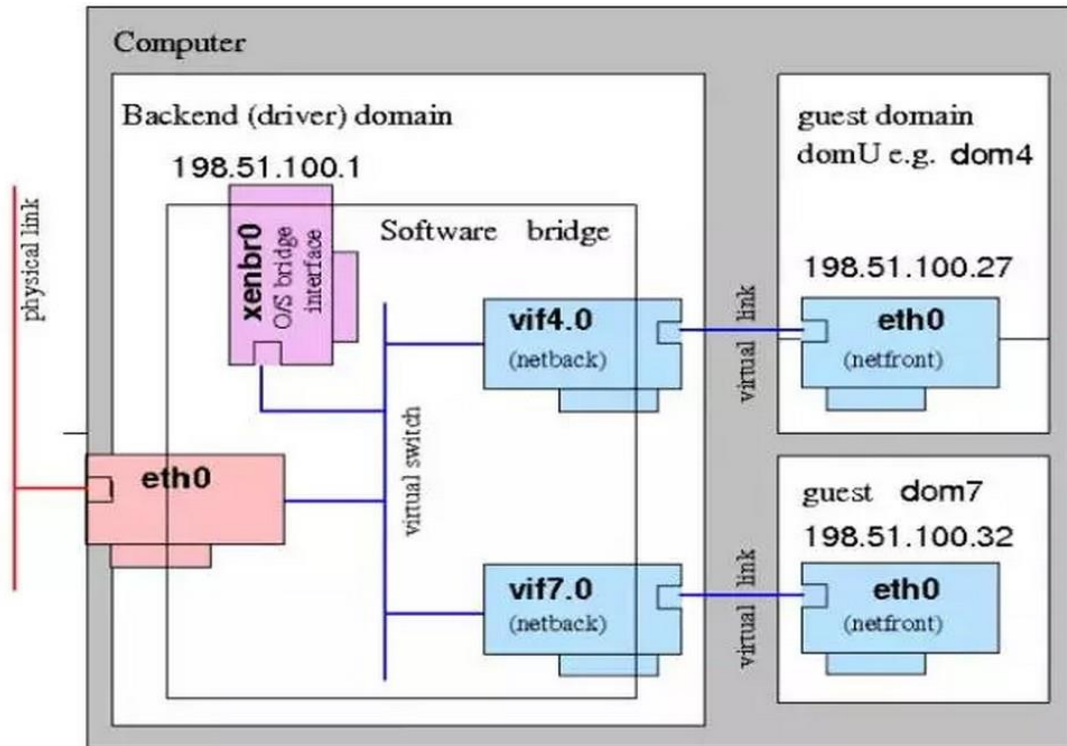 Computer
Backend (driver) domain
198.51.100.1
xenbr0
O/S bridge
interface
Software bridge
physical link
eth0
virtual switch
vif4.0
(netback)
vif7.0
(netback)
virtual link
virtual link
guest domain
domU e.g. dom4
198.51.100.27
eth0
(netfront)
guest dom7
198.51.100.32
eth0
(netfront)